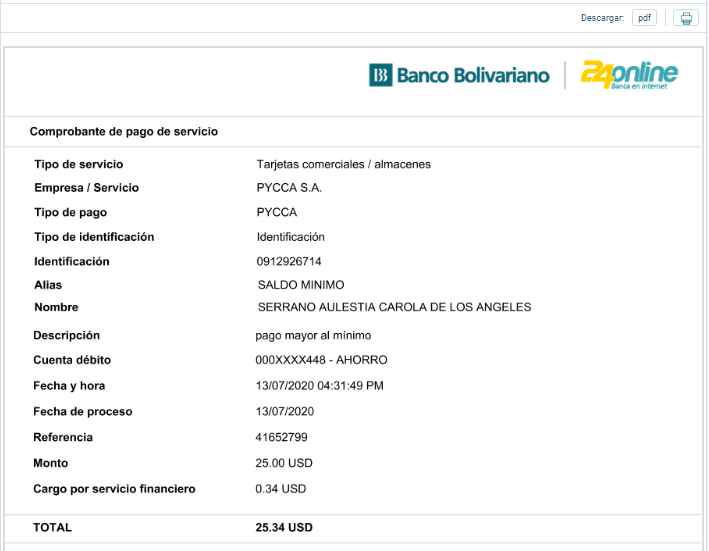 Descargar: pdf
Banco Bolivariano 24online
Banca en internet
Comprobante de pago de servicio
Tipo de servicio Tarjetas comerciales / almacenes
Empresa / Servicio PYCCA S.A.
Tipo de pago PYCCA
Tipo de identificación Identificación
Identificación 0912926714
Alias SALDO MINIMO
Nombre SERRANO AULESTIA CAROLA DE LOS ANGELES
Descripción pago mayor al mínimo
Cuenta débito 000XXXX448 - AHORRO
Fecha y hora 13/07/2020 04:31:49 PM
Fecha de proceso 13/07/2020
Referencia 41652799
Monto 25.00 USD
Cargo por servicio financiero 0.34 USD
TOTAL 25.34 USD